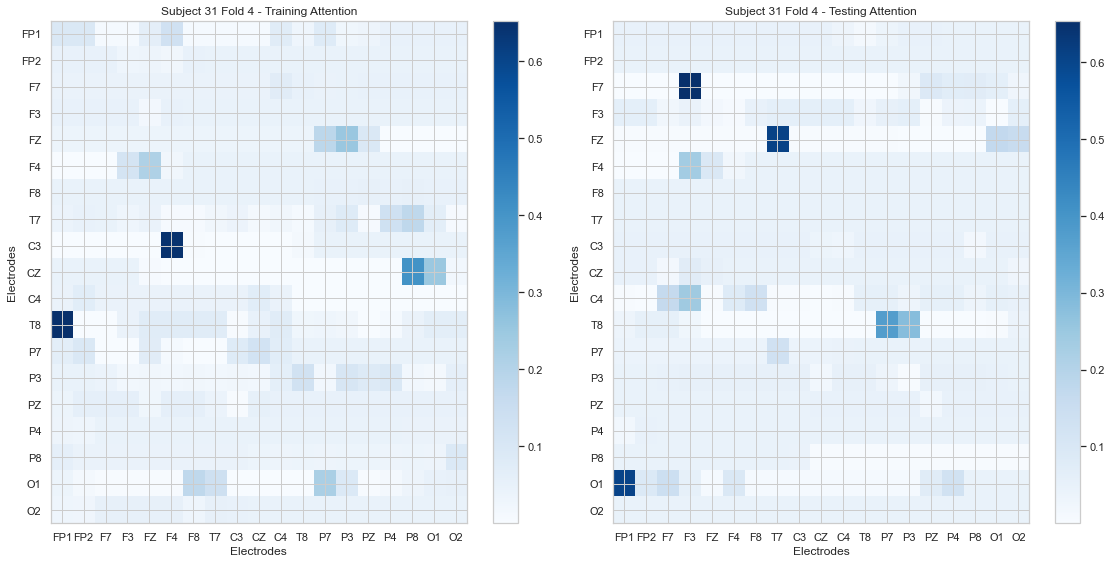 Subject 31 Fold 4 - Training Attention
Electrodes
FP1
FP2
F7
F3
FZ
F4
F8
T7
C3
CZ
C4
T8
P7
P3
PZ
P4
P8
O1
O2
FP1 FP2 F7 F3 FZ F4 F8 T7 C3 CZ C4 T8 P7 P3 PZ P4 P8 O1 O2
Electrodes
0.6
0.5
0.4
0.3
0.2
0.1
Subject 31 Fold 4 - Testing Attention
Electrodes
FP1
FP2
F7
F3
FZ
F4
F8
T7
C3
CZ
C4
T8
P7
P3
PZ
P4
P8
O1
O2
FP1 FP2 F7 F3 FZ F4 F8 T7 C3 CZ C4 T8 P7 P3 PZ P4 P8 O1 O2
Electrodes
0.6
0.5
0.4
0.3
0.2
0.1